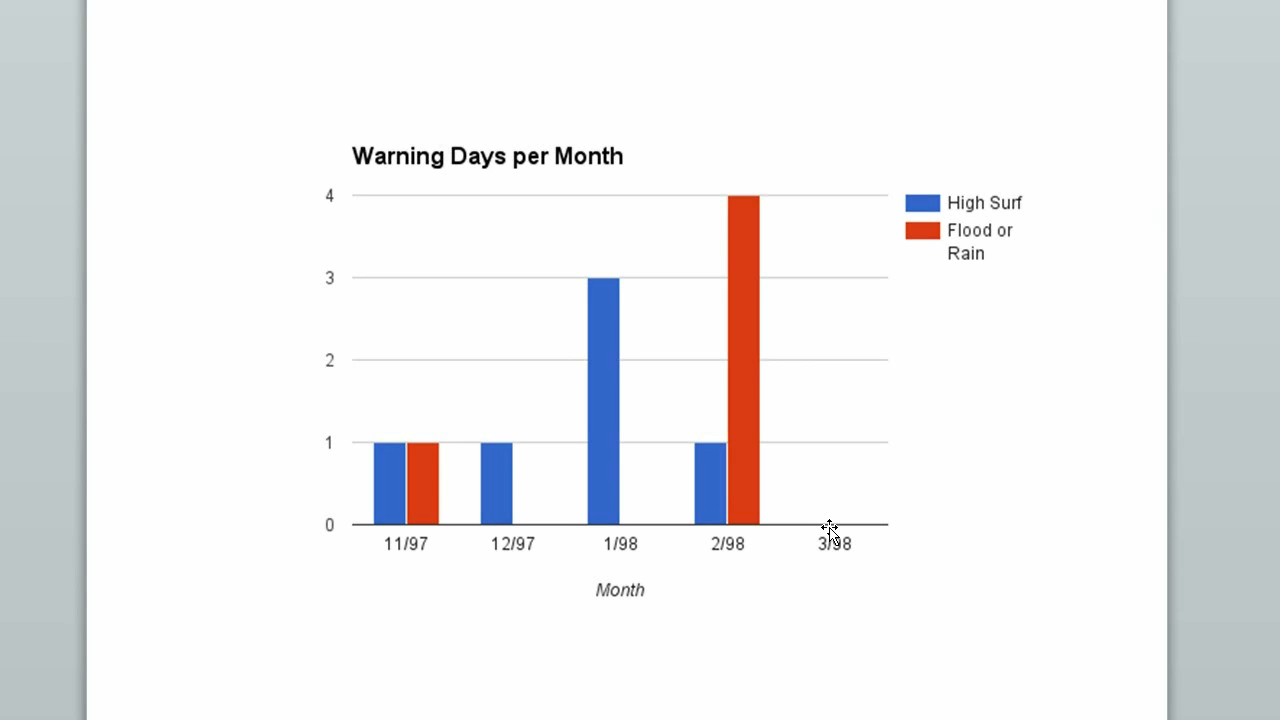 Warning Days per Month
4
3
2
1
0
High Surf
Flood or
Rain
11/97
12/97
1/98
2/98
3/98
Month